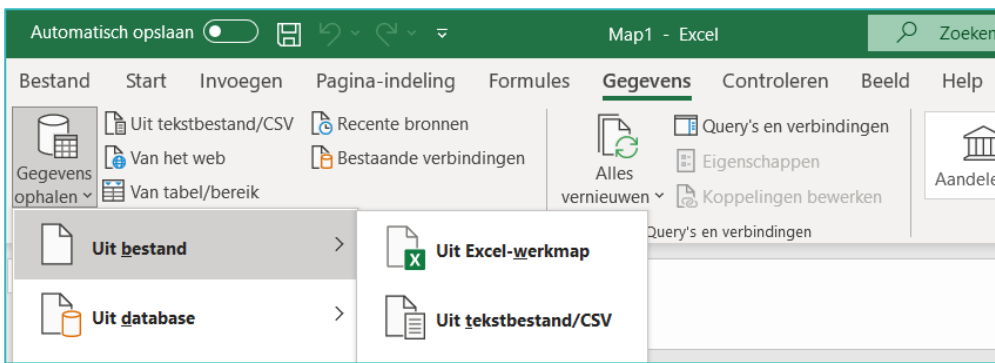 Automatisch opslaan
Map1 - Excel
Zoeken
Bestand Start Invoegen Pagina-indeling Formules Gegevens Controleren Beeld Help
Gegevens ophalen
Uit tekstbestand/CSV
Van het web
Van tabel/bereik
Recente bronnen
Bestaande verbindingen
Alles
vernieuwen
Query's en verbindingen
Eigenschappen
Koppelingen bewerken
Query's en verbindingen
Aandele
Uit bestand
Uit database
Uit Excel-werkmap
Uit tekstbestand/CSV